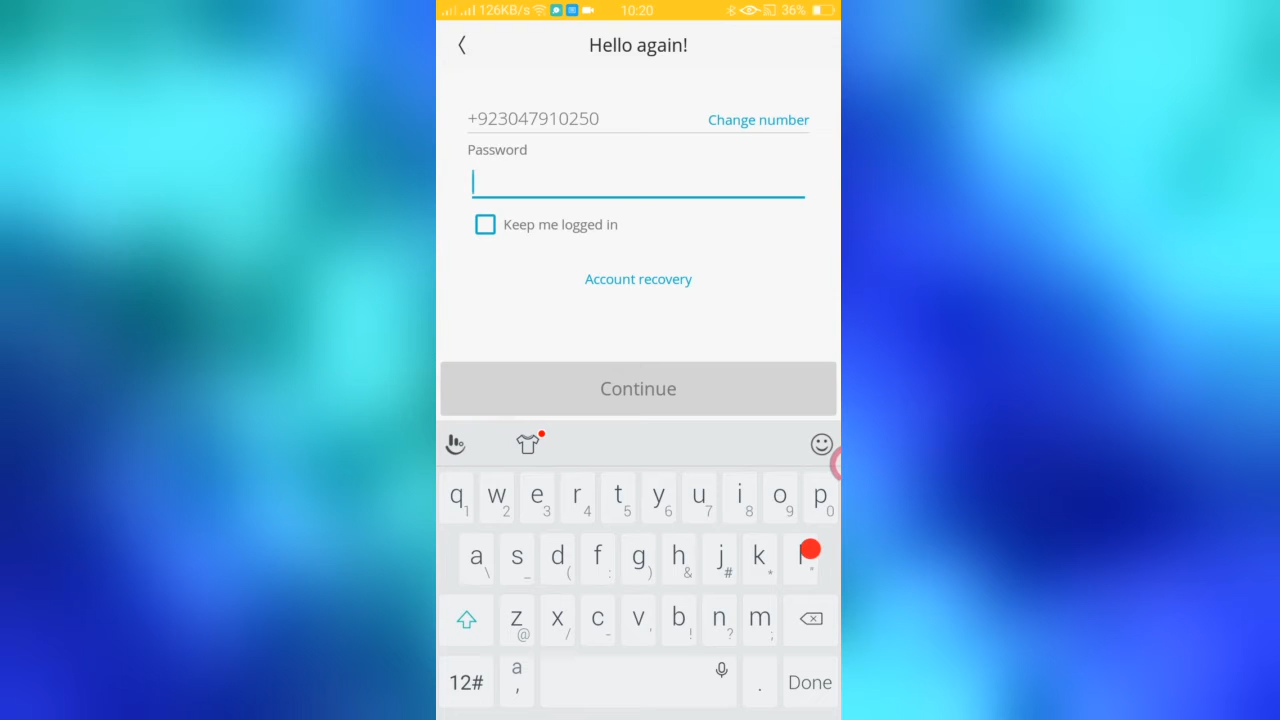 126KB/s 10:20 36%
Hello again!
+923047910250 Change number
Password
Keep me logged in
Account recovery
Continue
q w e r t y u i o p
1 2 3 4 5 6 7 8 9 0
a s d f g h j k l
\ _ ( : ) & # * "
z x c v b n m
@ / - ' ! ? ;
12# a , . Done